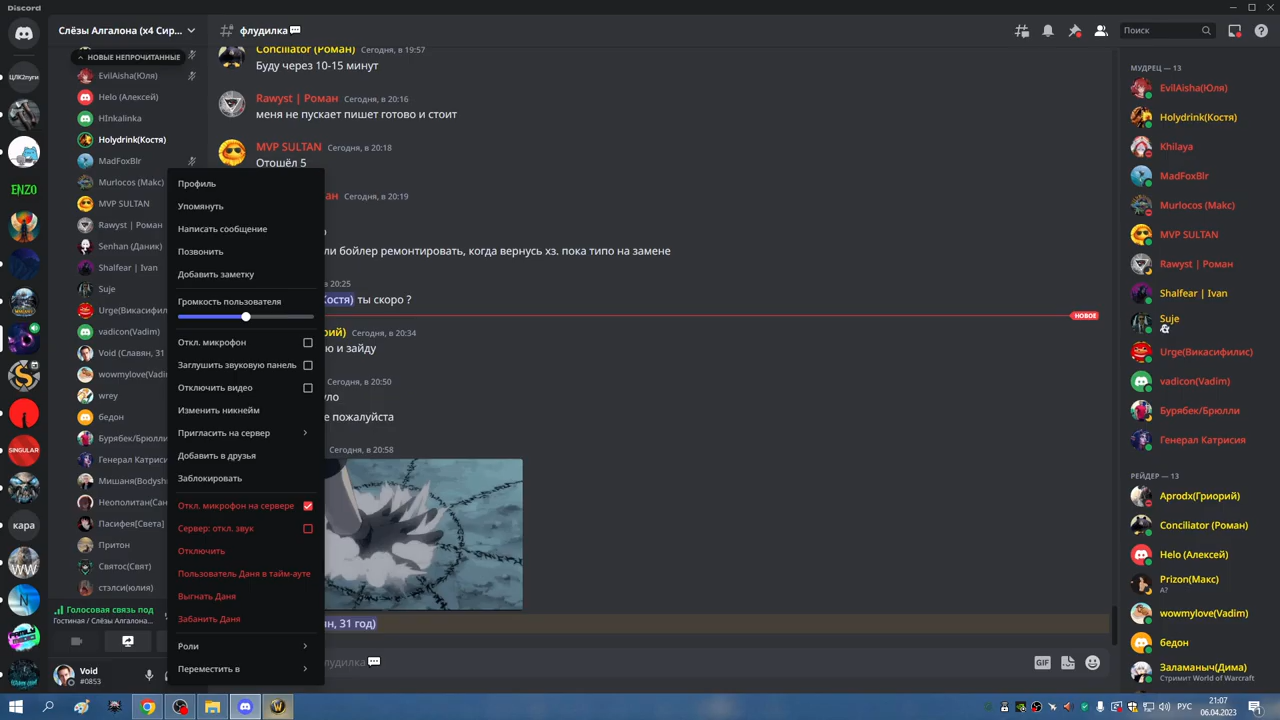 Discord
Слёзы Алгалона (x4 Сир...
НОВЫЕ НЕПРОЧИТАННЫЕ
EvilAisha(Юля)
Helo (Алексей)
HInkalinka
Holydrink(Костя)
MadFoxBlr
Murlocos (Макс)
MVP SULTAN
Rawyst | Роман
Senhan (Даник)
Shalfear | Ivan
Suje
Urge(Викасифилис
vadicon(Vadim)
Void (Славян, 31
wowmylove(Vadi
wrey
бедон
Бурябек/Брюлли
Генерал Катриси
Мишаня(Bodysh
Неополитан(Сан
Пасифея[Света]
Притон
Святос(Свят)
стэлси(юлия)
ЦЛК2пуги
ENZO
SINGULAR
кара
Голосовая связь под
Гостиная / Слёзы Алгалона...
Void
#0853
флудилка
Поиск
Conciliator (Роман) Сегодня, в 19:57
Буду через 10-15 минут
Rawyst | Роман Сегодня, в 20:16
меня не пускает пишет готово и стоит
MVP SULTAN Сегодня, в 20:18
Отошёл 5
ан Сегодня, в 20:19
ли бойлер ремонтировать, когда вернусь хз. пока типо на замене
в 20:25
Костя) ты скоро ?
НОВОЕ
рий) Сегодня, в 20:34
ю и зайду
Сегодня, в 20:50
уло
е пожалуйста
Сегодня, в 20:58
ан, 31 год)
флудилка
GIF
Профиль
Упомянуть
Написать сообщение
Позвонить
Добавить заметку
Громкость пользователя
Откл. микрофон
Заглушить звуковую панель
Отключить видео
Изменить никнейм
Пригласить на сервер
Добавить в друзья
Заблокировать
Откл. микрофон на сервере
Сервер: откл. звук
Отключить
Пользователь Даня в тайм-ауте
Выгнать Даня
Забанить Даня
Роли
Переместить в
МУДРЕЦ — 13
EvilAisha(Юля)
Holydrink(Костя)
Khilaya
MadFoxBlr
Murlocos (Макс)
MVP SULTAN
Rawyst | Роман
Shalfear | Ivan
Suje
Urge(Викасифилис)
vadicon(Vadim)
Бурябек/Брюлли
Генерал Катрисия
РЕЙДЕР — 13
Aprodx(Гриорий)
Conciliator (Роман)
Helo (Алексей)
Prizon(Макс)
A?
wowmylove(Vadim)
бедон
Заламаныч(Дима)
Стримит World of Warcraft
РУС
21:07
06.04.2023